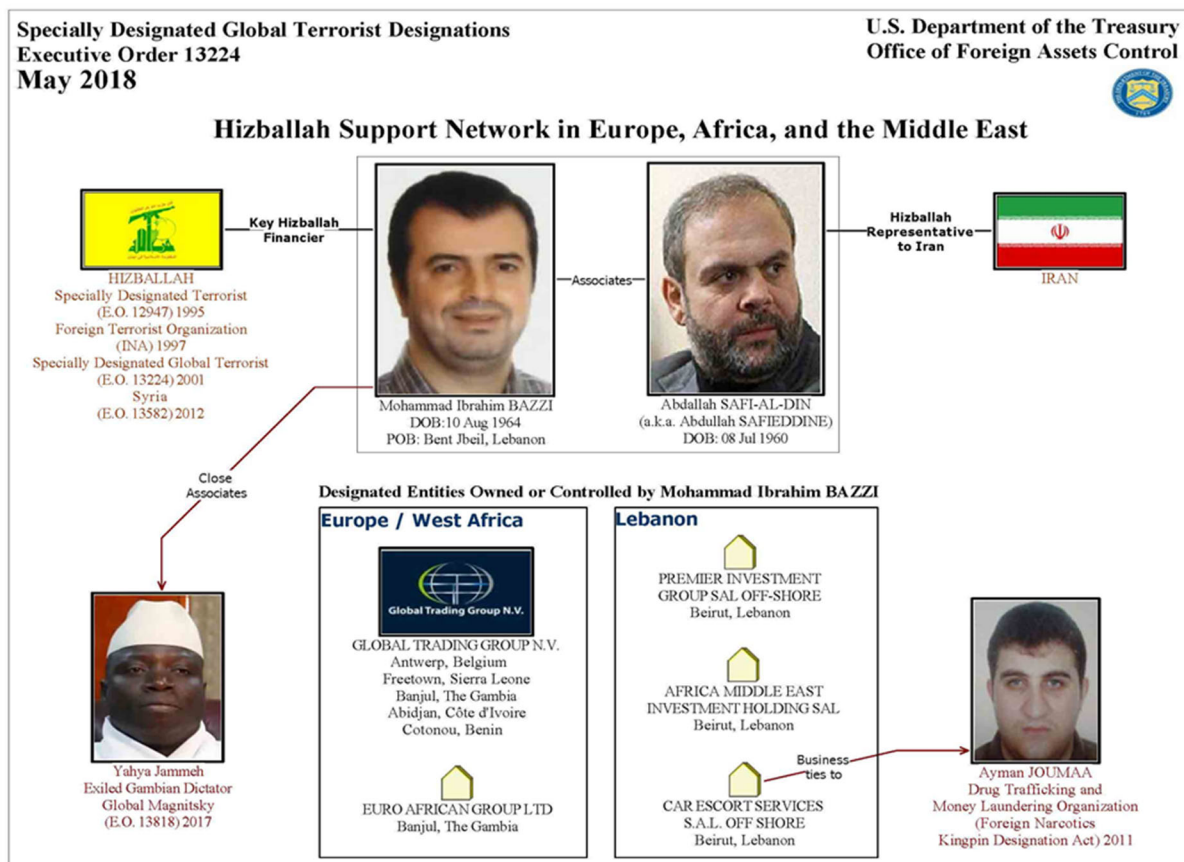 Specially Designated Global Terrorist Designations
Executive Order 13224
May 2018
U.S. Department of the Treasury
Office of Foreign Assets Control
Hizballah Support Network in Europe, Africa, and the Middle East
Key Hizballah
Financier
HIZBALLAH
Specially Designated Terrorist
(E.O. 12947) 1995
Foreign Terrorist Organization
(INA) 1997
Specially Designated Global Terrorist
(E.O. 13224) 2001
Syria
(E.O. 13582) 2012
Associates
Mohammad Ibrahim BAZZI
DOB:10 Aug 1964
POB: Bent Jbeil, Lebanon
Abdallah SAFI-AL-DIN
(a.k.a. Abdullah SAFIEDDINE)
DOB: 08 Jul 1960
Hizballah
Representative
to Iran
IRAN
Close
Associates
Yahya Jammeh
Exiled Gambian Dictator
Global Magnitsky
(E.O. 13818) 2017
Designated Entities Owned or Controlled by Mohammad Ibrahim BAZZI
Europe / West Africa
Global Trading Group N.V.
GLOBAL TRADING GROUP N.V.
Antwerp, Belgium
Freetown, Sierra Leone
Banjul, The Gambia
Abidjan, Côte d'Ivoire
Cotonou, Benin
EURO AFRICAN GROUP LTD
Banjul, The Gambia
Lebanon
PREMIER INVESTMENT
GROUP SAL OFF-SHORE
Beirut, Lebanon
AFRICA MIDDLE EAST
INVESTMENT HOLDING SAL
Beirut, Lebanon
CAR ESCORT SERVICES
S.A.L. OFF SHORE
Beirut, Lebanon
Business
ties to
Ayman JOUMAA
Drug Trafficking and
Money Laundering Organization
(Foreign Narcotics
Kingpin Designation Act) 2011